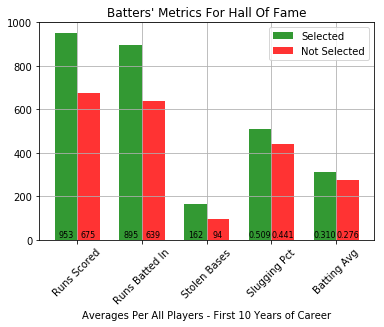 Batters' Metrics For Hall Of Fame
1000
800
600
400
200
0
Selected
Not Selected
953 675 895 639 162 94 0.509 0.441 0.310 0.276
Runs Scored
Runs Batted In
Stolen Bases
Slugging Pct
Batting Avg
Averages Per All Players - First 10 Years of Career